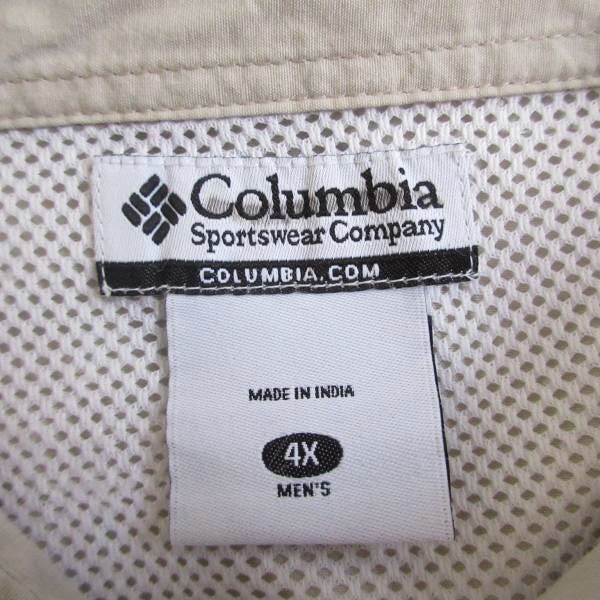 Columbia
Sportswear Company
COLUMBIA.COM
MADE IN INDIA
4X
MEN'S